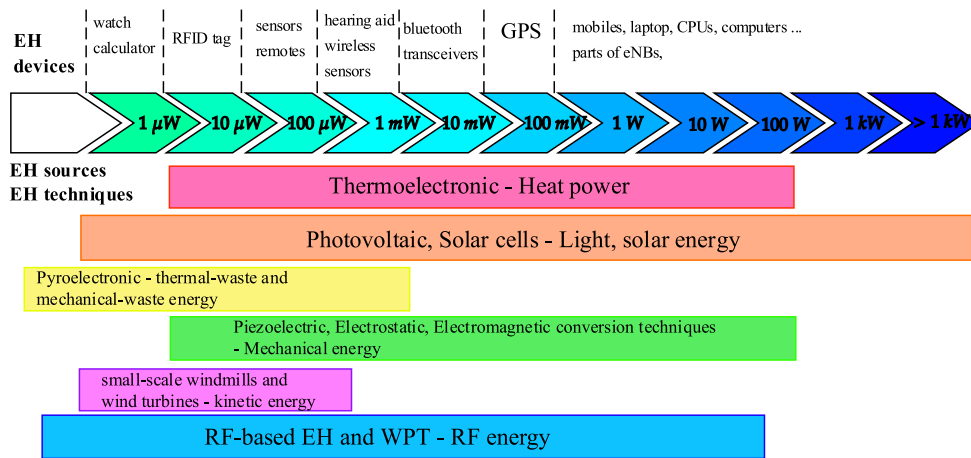 EH
devices
watch
calculator
RFID tag
sensors
remotes
hearing aid
wireless
sensors
bluetooth
transceivers
GPS
mobiles, laptop, CPUs, computers ...
parts of eNBs,
1 μW
10 μW
100 μW
1 mW
10 mW
100 mW
1 W
10 W
100 W
1 kW
> 1 kW
EH sources
EH techniques
Thermoelectronic - Heat power
Photovoltaic, Solar cells - Light, solar energy
Pyroelectronic - thermal-waste and
mechanical-waste energy
Piezoelectric, Electrostatic, Electromagnetic conversion techniques
- Mechanical energy
small-scale windmills and
wind turbines - kinetic energy
RF-based EH and WPT - RF energy